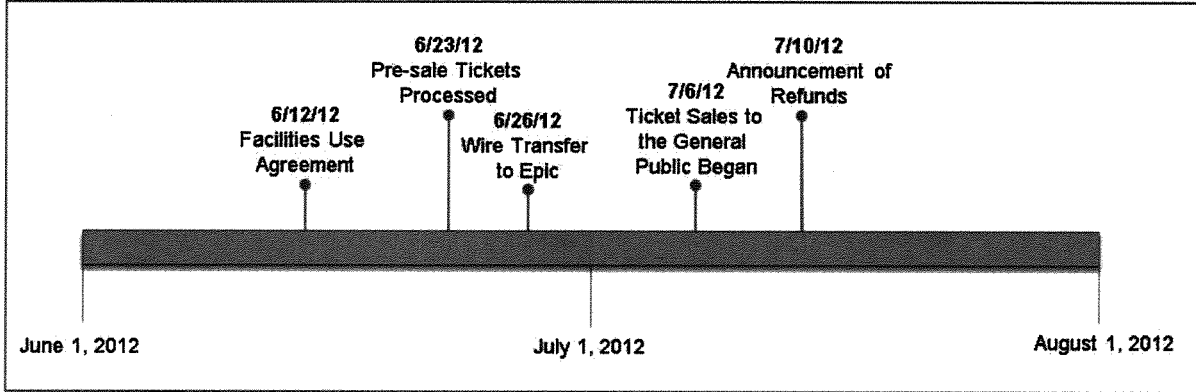 6/12/12
Facilities Use
Agreement
6/23/12
Pre-sale Tickets
Processed
6/26/12
Wire Transfer
to Epic
7/6/12
Ticket Sales to
the General
Public Began
7/10/12
Announcement of
Refunds
June 1, 2012
July 1, 2012
August 1, 2012